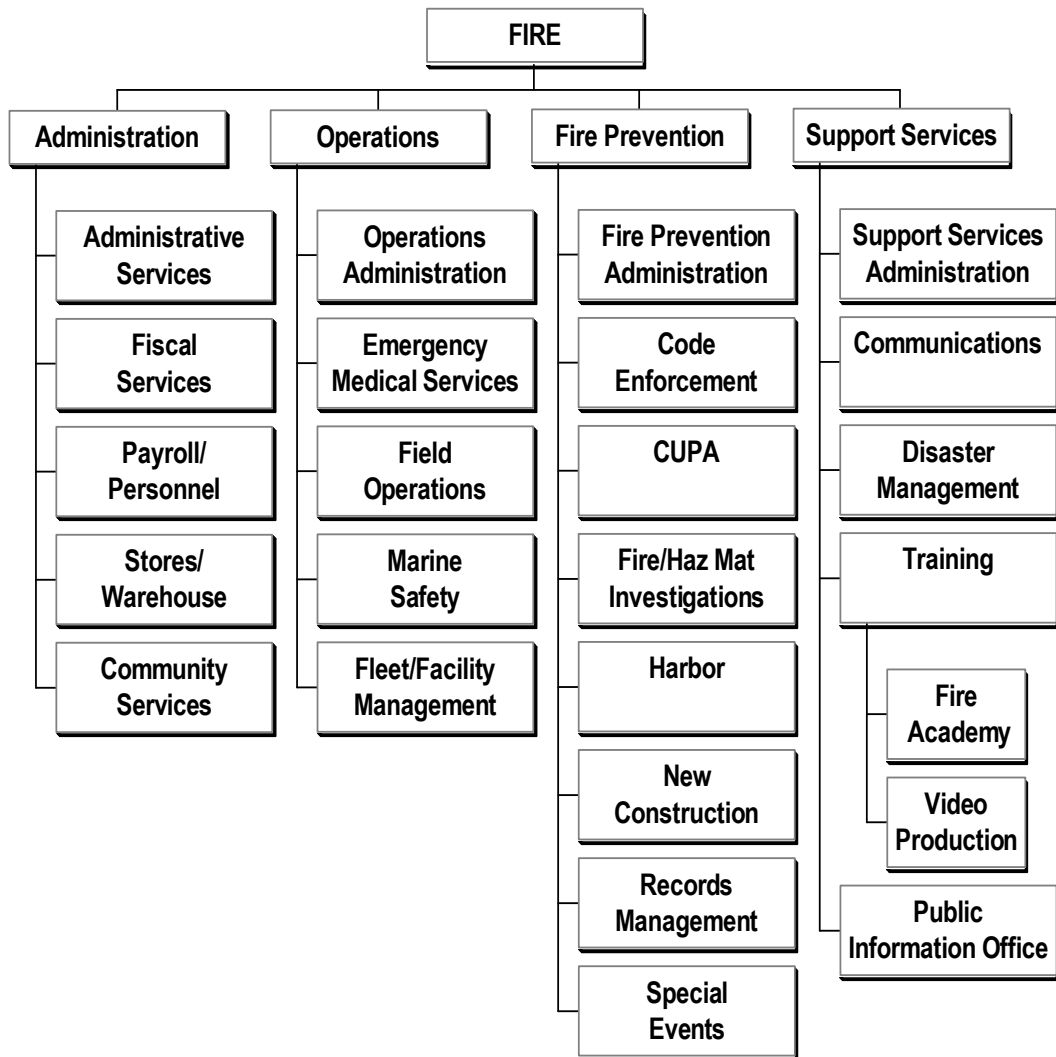 FIRE
Administration
Operations
Fire Prevention
Support Services
Administrative
Services
Fiscal
Services
Payroll/
Personnel
Stores/
Warehouse
Community
Services
Operations
Administration
Emergency
Medical Services
Field
Operations
Marine
Safety
Fleet/Facility
Management
Fire Prevention
Administration
Code
Enforcement
CUPA
Fire/Haz Mat
Investigations
Harbor
New
Construction
Records
Management
Special
Events
Support Services
Administration
Communications
Disaster
Management
Training
Fire
Academy
Video
Production
Public
Information Office